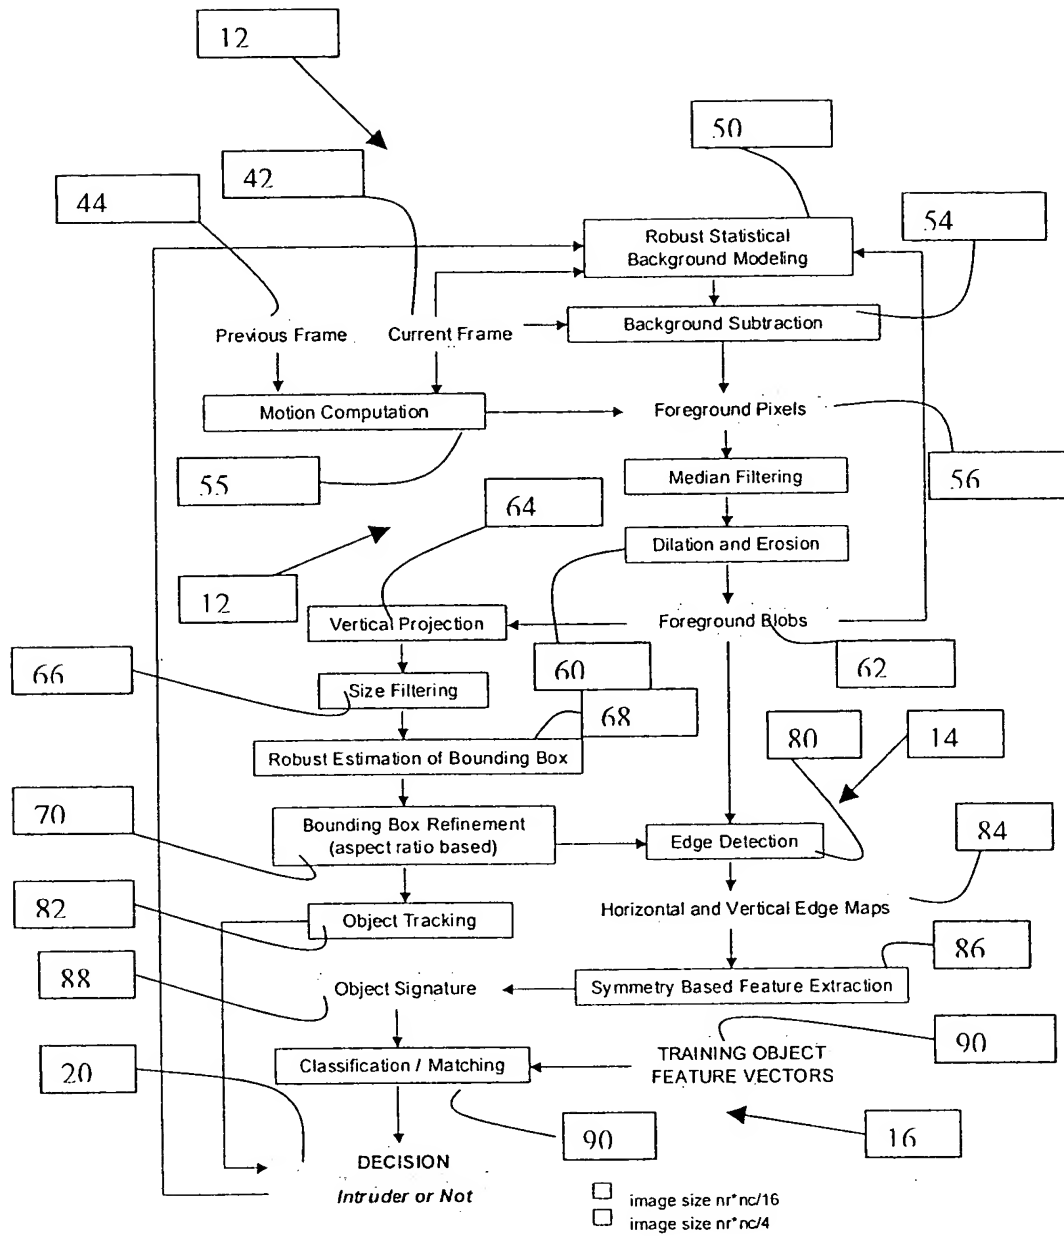 12
50
42
44
54
Robust Statistical
Background Modeling
Background Subtraction
Previous Frame
Current Frame
Motion Computation
Foreground Pixels
55
56
Median Filtering
64
Dilation and Erosion
12
Vertical Projection
Foreground Blobs
60
62
66
Size Filtering
68
80
14
Robust Estimation of Bounding Box
70
Bounding Box Refinement
(aspect ratio based)
Edge Detection
84
82
Object Tracking
Horizontal and Vertical Edge Maps
86
88
Object Signature
Symmetry Based Feature Extraction
90
20
Classification / Matching
TRAINING OBJECT
FEATURE VECTORS
90
16
DECISION
Intruder or Not
image size nr*nc/16
image size nr*nc/4